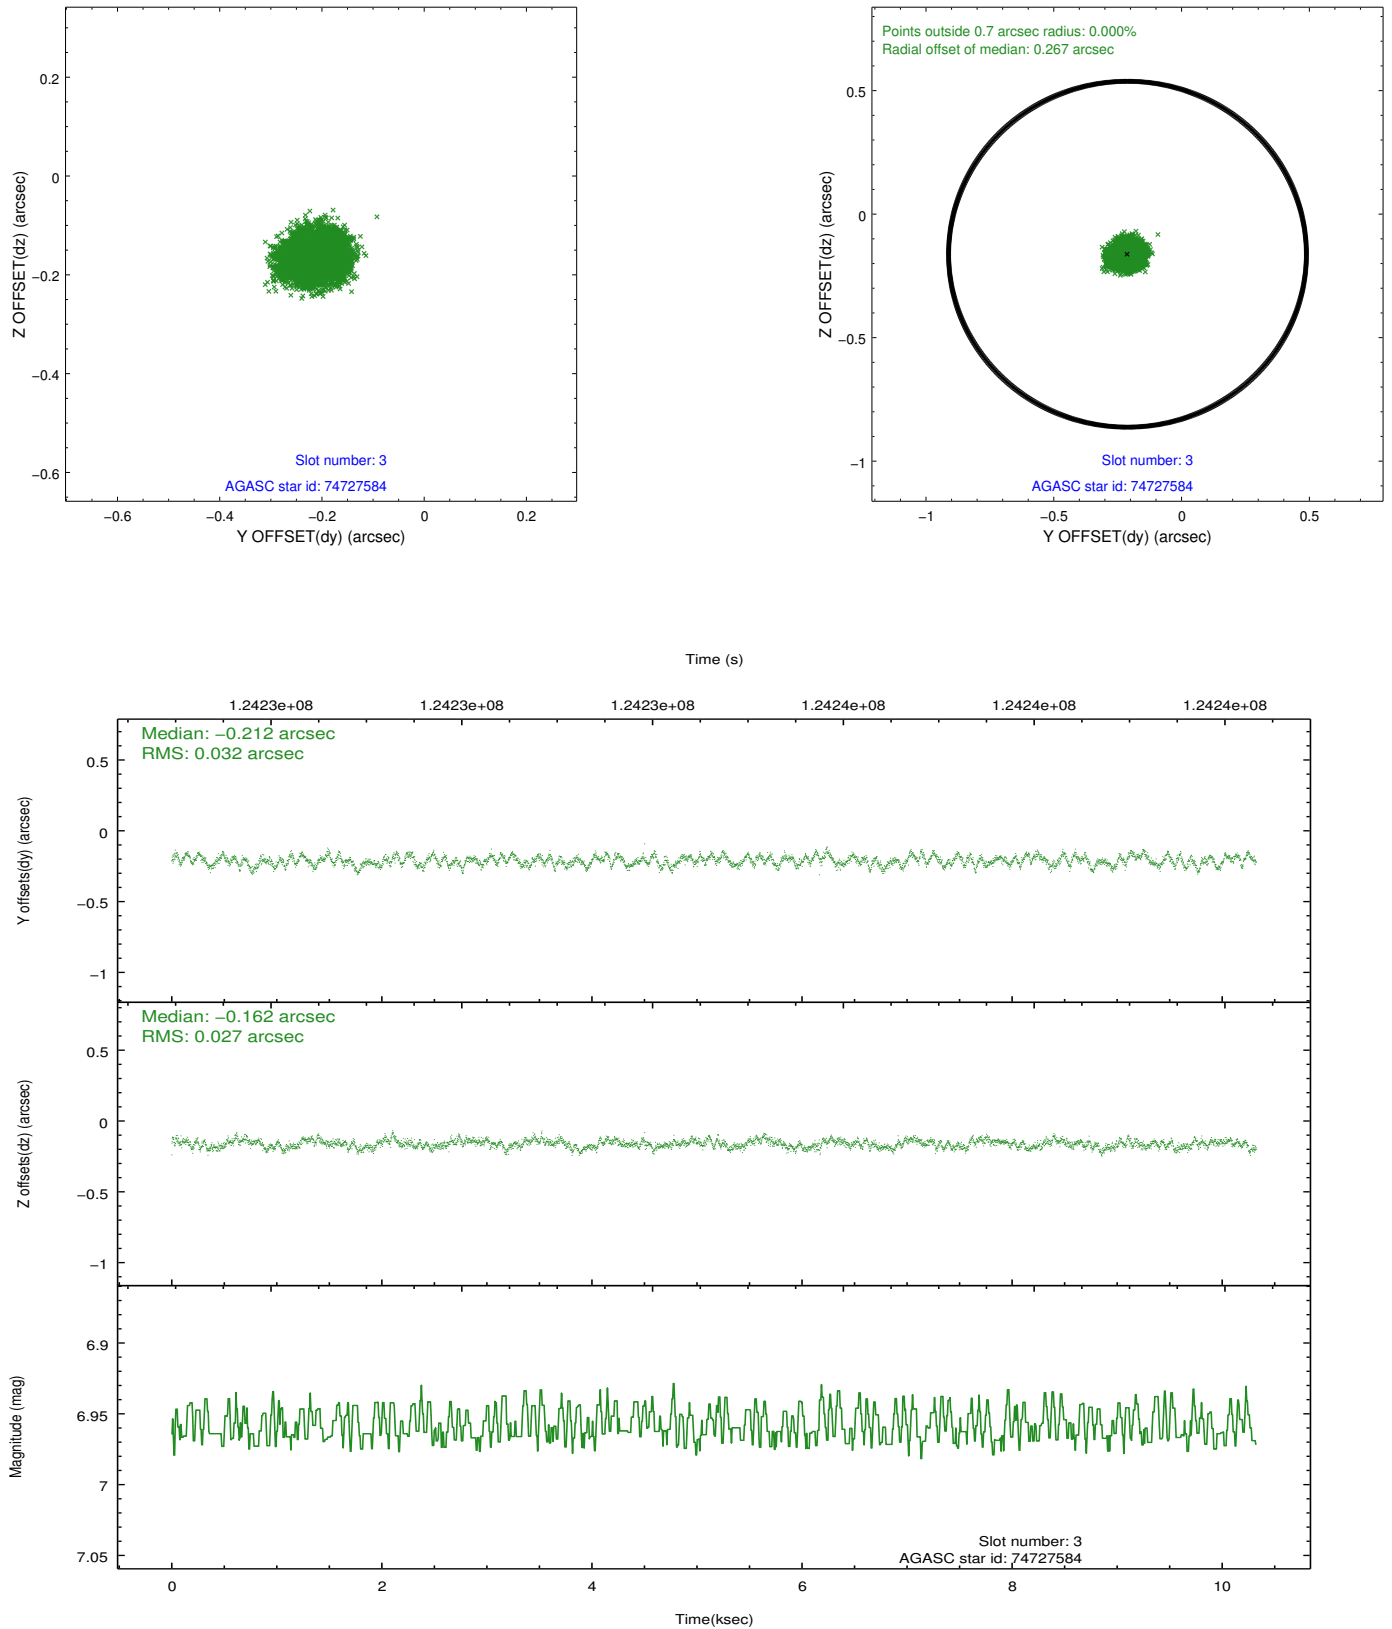 0.2
0
−0.2
−0.4
−0.6
Z OFFSET(dz) (arcsec)
Slot number: 3
AGASC star id: 74727584
−0.6
−0.4
−0.2
0
0.2
Y OFFSET(dy) (arcsec)
Points outside 0.7 arcsec radius: 0.000%
Radial offset of median: 0.267 arcsec
0.5
0
−0.5
−1
Z OFFSET(dz) (arcsec)
Slot number: 3
AGASC star id: 74727584
−1
−0.5
0
0.5
Y OFFSET(dy) (arcsec)
Time (s)
1.2423e+08
1.2423e+08
1.2423e+08
1.2424e+08
1.2424e+08
1.2424e+08
Median: −0.212 arcsec
RMS: 0.032 arcsec
0.5
0
−0.5
−1
Y offsets(dy) (arcsec)
Median: −0.162 arcsec
RMS: 0.027 arcsec
0.5
0
−0.5
−1
Z offsets(dz) (arcsec)
6.9
6.95
7
7.05
Magnitude (mag)
Slot number: 3
AGASC star id: 74727584
0
2
4
6
8
10
Time(ksec)